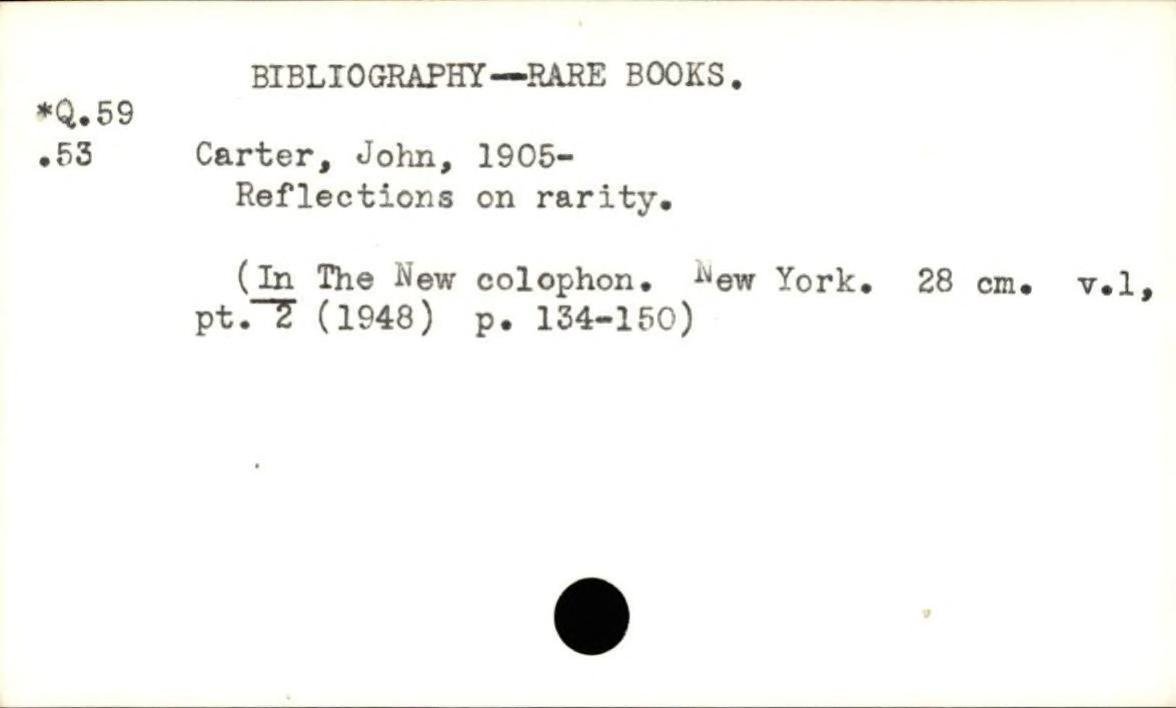 BIBLIOGRAPHY—RARE BOOKS.
*Q.59
.53 Carter, John, 1905-
Reflections on rarity.
(In The New colophon. New York. 28 cm. v.1,
pt. 2 (1948) p. 134-150)